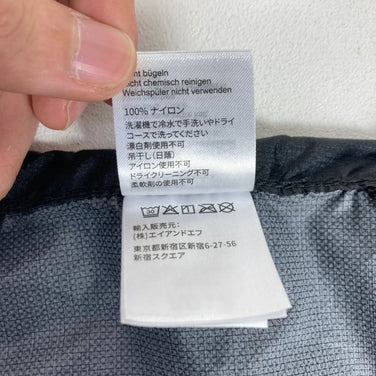 nicht bügeln
Nicht chemisch reinigen
Weichspüler nicht verwenden
100% ナイロン
洗濯機で冷水で手洗いやドライ
コースで洗ってください
漂白剤使用不可
吊干し(日蔭)
アイロン使用不可
ドライクリーニング不可
柔軟剤の使用不可
30
輸入販売元:
(株)エイアンドエフ
東京都新宿区新宿6-27-56
新宿スクエア